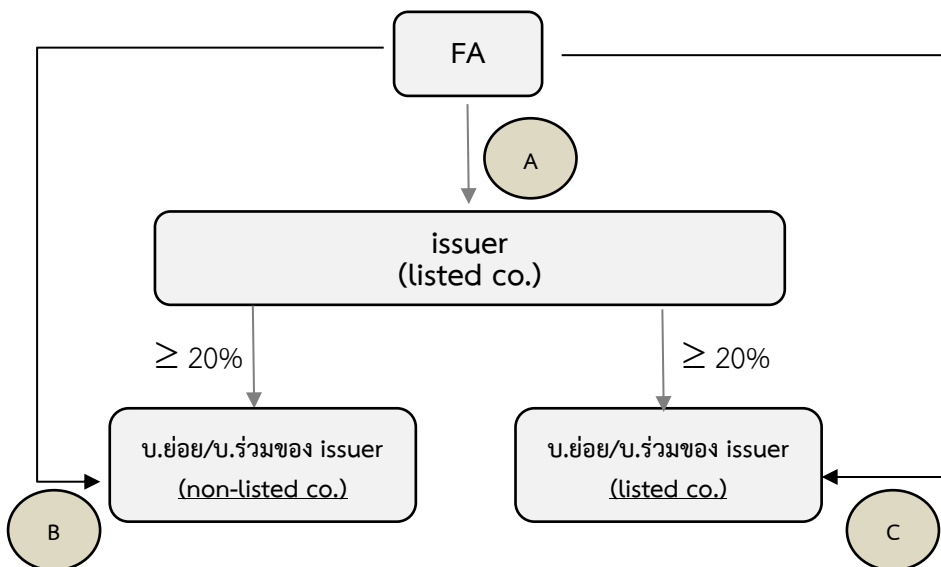 FA
A
issuer
(listed co.)
≥ 20%
≥ 20%
บ.ย่อย/บ.ร่วมของ issuer
(non-listed co.)
บ.ย่อย/บ.ร่วมของ issuer
(listed co.)
B
C